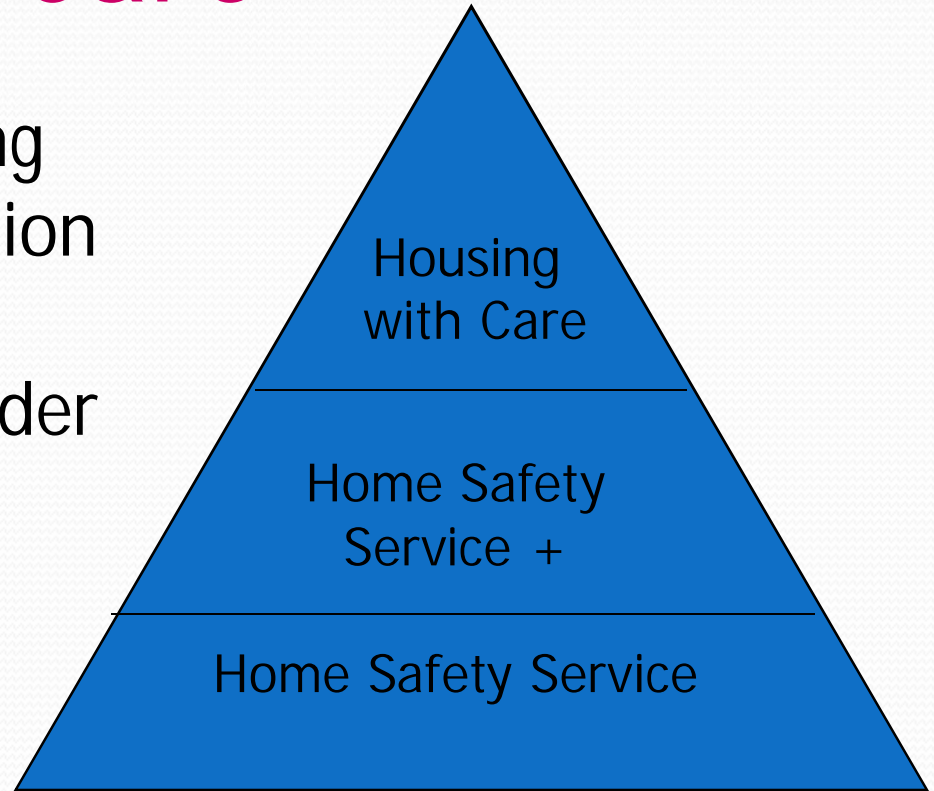 ng
ion
der
Housing
with Care
Home Safety
Service +
Home Safety Service